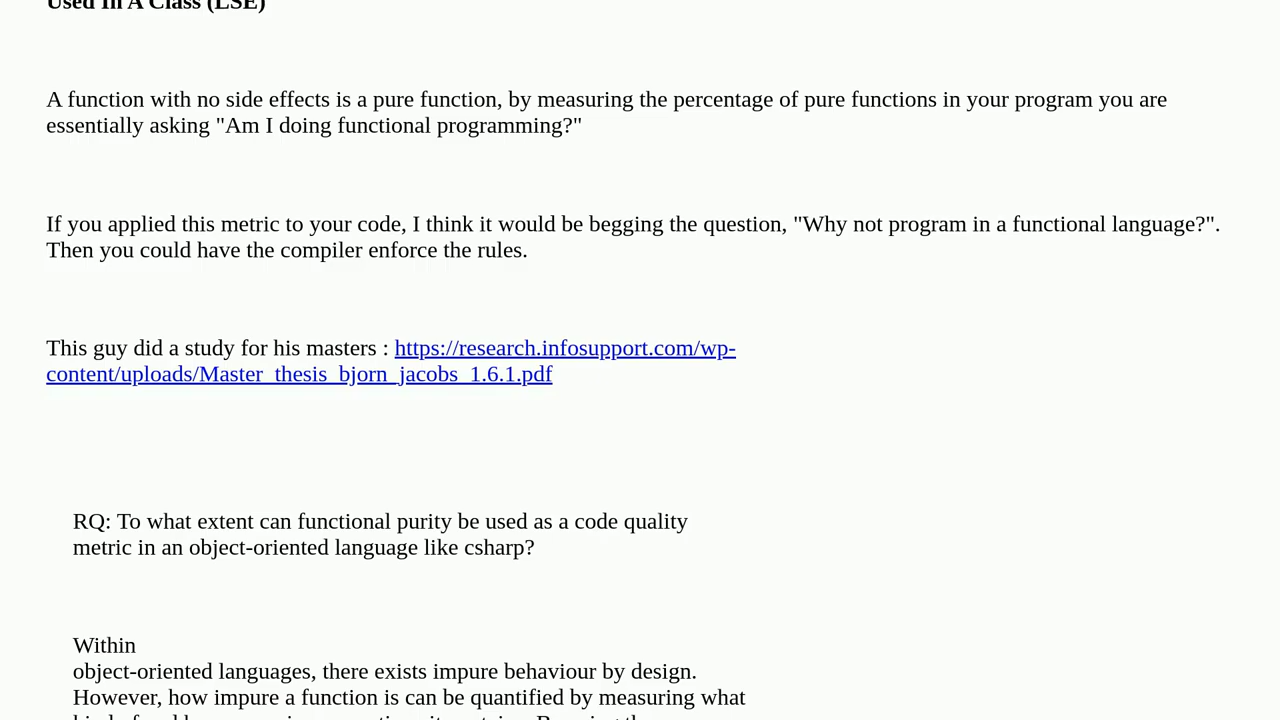 Used In A Class (LSE)
A function with no side effects is a pure function, by measuring the percentage of pure functions in your program you are
essentially asking "Am I doing functional programming?"
If you applied this metric to your code, I think it would be begging the question, "Why not program in a functional language?".
Then you could have the compiler enforce the rules.
This guy did a study for his masters : https://research.infosupport.com/wp-
content/uploads/Master_thesis_bjorn_jacobs_1.6.1.pdf
RQ: To what extent can functional purity be used as a code quality
metric in an object-oriented language like csharp?
Within
object-oriented languages, there exists impure behaviour by design.
However, how impure a function is can be quantified by measuring what